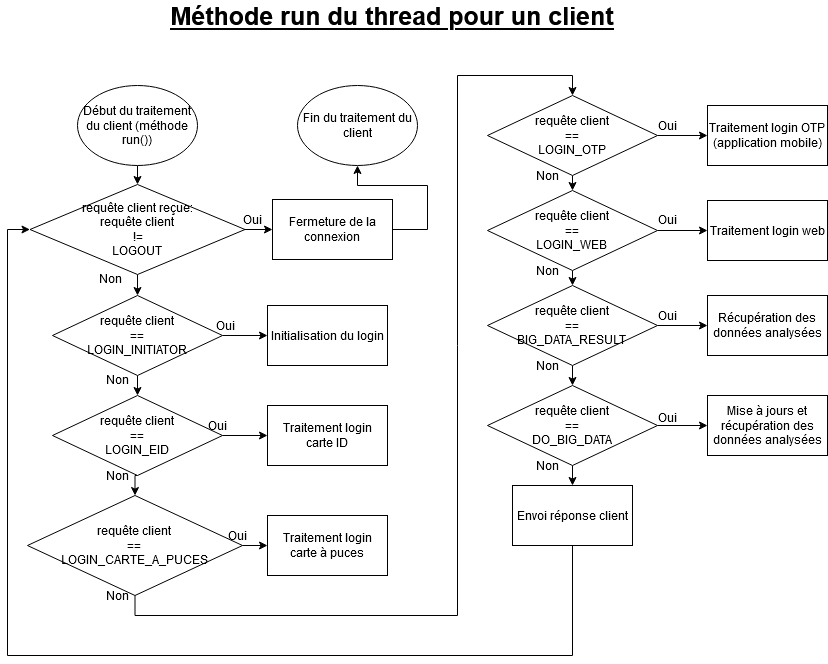 Méthode run du thread pour un client
Début du traitement
du client (méthode
run())
Fin du traitement du
client
requête client reçue:
requête client
!=
LOGOUT
Oui
Fermeture de la
connexion
Non
requête client
==
LOGIN_INITIATOR
Oui
Initialisation du login
Non
requête client
==
LOGIN_EID
Oui
Traitement login
carte ID
Non
requête client
==
LOGIN_CARTE_A_PUCES
Oui
Traitement login
carte à puces
Non
requête client
==
LOGIN_OTP
Oui
Traitement login OTP
(application mobile)
Non
requête client
==
LOGIN_WEB
Oui
Traitement login web
Non
requête client
==
BIG_DATA_RESULT
Oui
Récupération des
données analysées
Non
requête client
==
DO_BIG_DATA
Oui
Mise à jours et
récupération des
données analysées
Non
Envoi réponse client